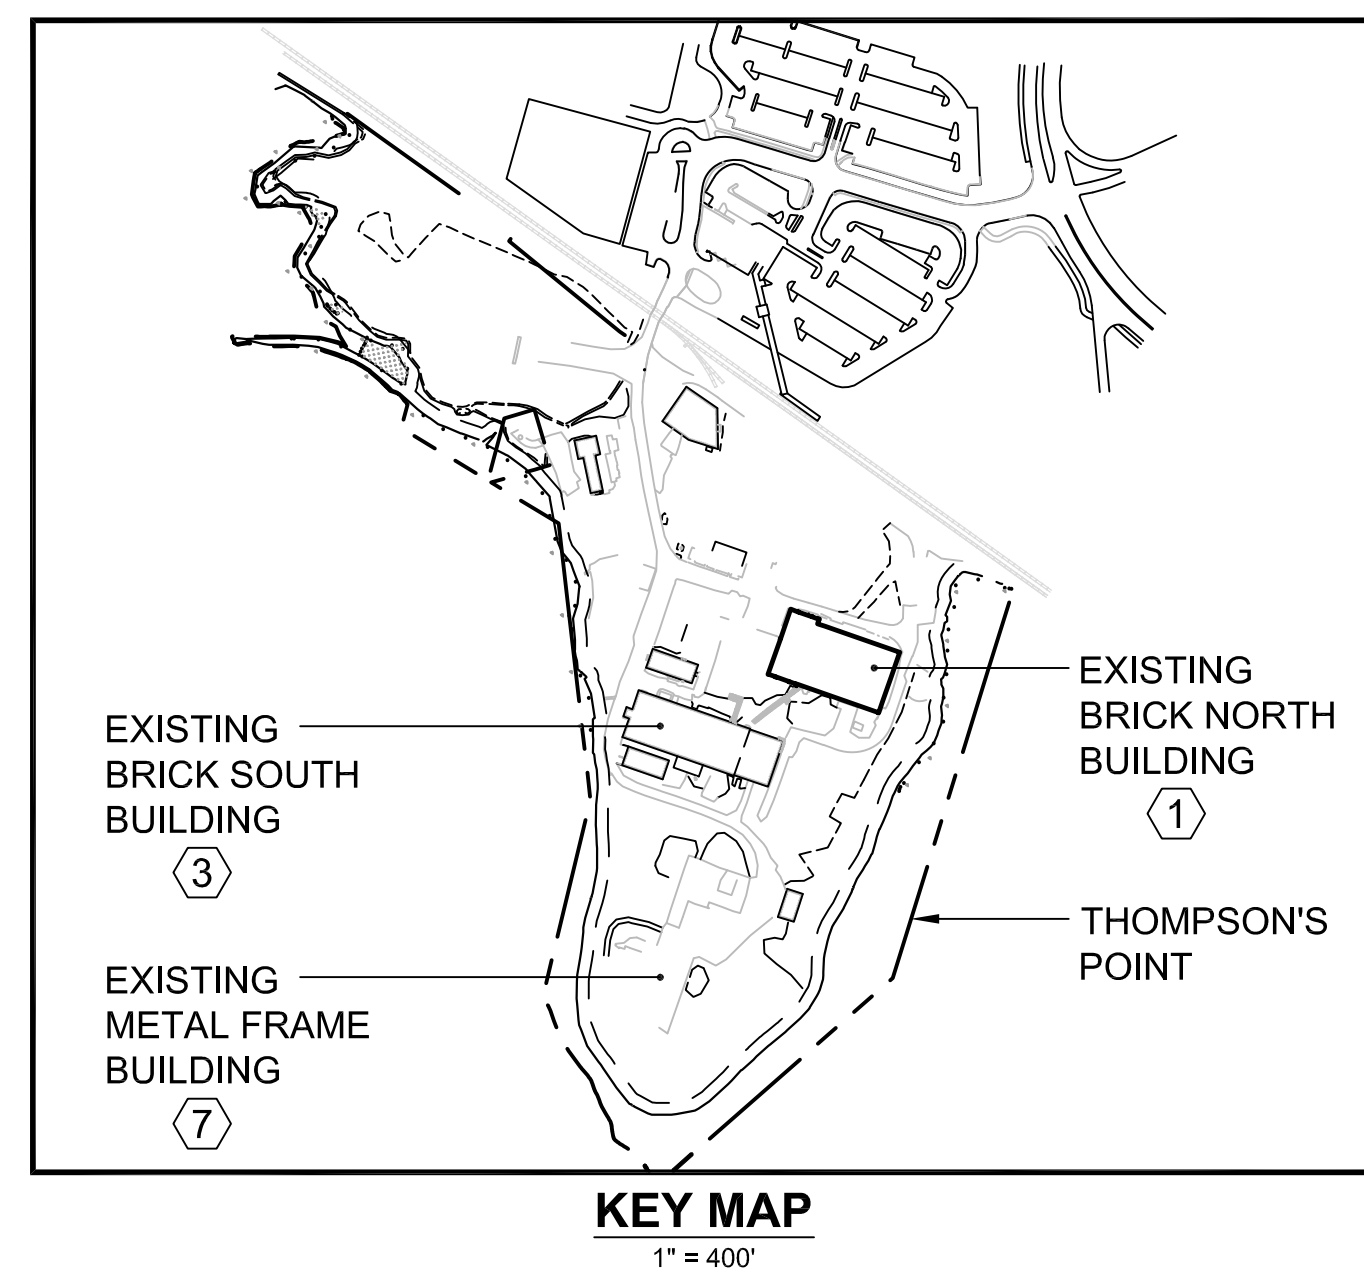 EXISTING
BRICK NORTH
BUILDING
1
EXISTING
BRICK SOUTH
BUILDING
3
THOMPSON'S
POINT
EXISTING
METAL FRAME
BUILDING
7
KEY MAP
1" = 400'